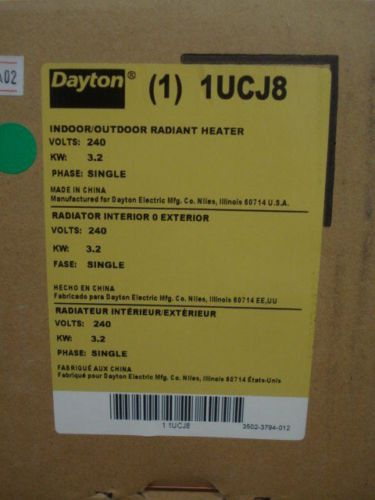 A02
Dayton® (1) 1UCJ8
INDOOR/OUTDOOR RADIANT HEATER
VOLTS: 240
KW: 3.2
PHASE: SINGLE
MADE IN CHINA
Manufactured for Dayton Electric Mfg. Co. Niles, Illinois 60714 U.S.A.
RADIATOR INTERIOR O EXTERIOR
VOLTS: 240
KW: 3.2
FASE: SINGLE
HECHO EN CHINA
Fabricado para Dayton Electric Mfg. Co. Niles, Illinois 60714 EE,UU
RADIATEUR INTÉRIEUR/EXTÉRIEUR
VOLTS: 240
KW: 3.2
PHASE: SINGLE
FABRIQUÉ AUX CHINA
Fabriqué pour Dayton Electric Mfg. Co. Niles, Illinois 60714 États-Unis
1 1UCJ8 3502-3794-012